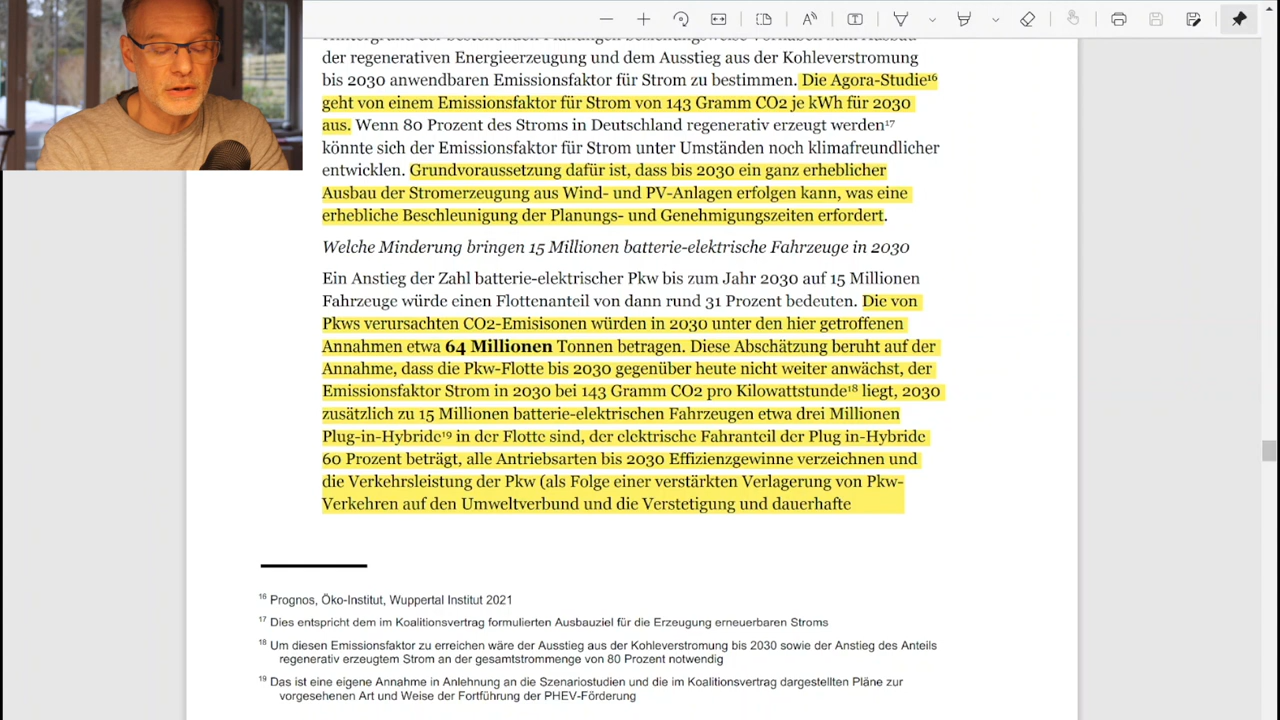 der regenerativen Energieerzeugung und dem Ausstieg aus der Kohleverstromung
bis 2030 anwendbaren Emissionsfaktor für Strom zu bestimmen. Die Agora-Studie¹⁶
geht von einem Emissionsfaktor für Strom von 143 Gramm CO2 je kWh für 2030
aus. Wenn 80 Prozent des Stroms in Deutschland regenerativ erzeugt werden¹⁷
könnte sich der Emissionsfaktor für Strom unter Umständen noch klimafreundlicher
entwicklen. Grundvoraussetzung dafür ist, dass bis 2030 ein ganz erheblicher
Ausbau der Stromerzeugung aus Wind- und PV-Anlagen erfolgen kann, was eine
erhebliche Beschleunigung der Planungs- und Genehmigungszeiten erfordert.
Welche Minderung bringen 15 Millionen batterie-elektrische Fahrzeuge in 2030
Ein Anstieg der Zahl batterie-elektrischer Pkw bis zum Jahr 2030 auf 15 Millionen
Fahrzeuge würde einen Flottenanteil von dann rund 31 Prozent bedeuten. Die von
Pkws verursachten CO2-Emisisonen würden in 2030 unter den hier getroffenen
Annahmen etwa 64 Millionen Tonnen betragen. Diese Abschätzung beruht auf der
Annahme, dass die Pkw-Flotte bis 2030 gegenüber heute nicht weiter anwächst, der
Emissionsfaktor Strom in 2030 bei 143 Gramm CO2 pro Kilowattstunde¹⁸ liegt, 2030
zusätzlich zu 15 Millionen batterie-elektrischen Fahrzeugen etwa drei Millionen
Plug-in-Hybride¹⁹ in der Flotte sind, der elektrische Fahranteil der Plug in-Hybride
60 Prozent beträgt, alle Antriebsarten bis 2030 Effizienzgewinne verzeichnen und
die Verkehrsleistung der Pkw (als Folge einer verstärkten Verlagerung von Pkw-
Verkehren auf den Umweltverbund und die Verstetigung und dauerhafte
¹⁶ Prognos, Öko-Institut, Wuppertal Institut 2021
¹⁷ Dies entspricht dem im Koalitionsvertrag formulierten Ausbauziel für die Erzeugung erneuerbaren Stroms
¹⁸ Um diesen Emissionsfaktor zu erreichen wäre der Ausstieg aus der Kohleverstromung bis 2030 sowie der Anstieg des Anteils
regenerativ erzeugtem Strom an der gesamtstrommenge von 80 Prozent notwendig
¹⁹ Das ist eine eigene Annahme in Anlehnung an die Szenariostudien und die im Koalitionsvertrag dargestellten Pläne zur
vorgesehenen Art und Weise der Fortführung der PHEV-Förderung